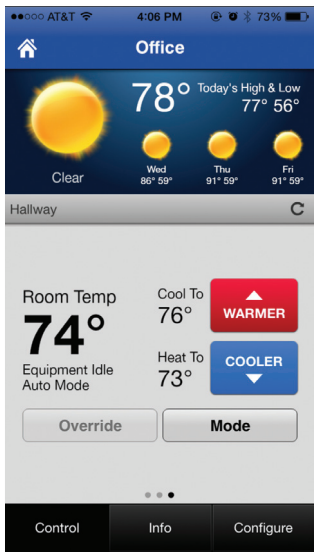 AT&T 4:06 PM 73%
Office
78° Today's High & Low
77° 56°
Clear
Wed Thu Fri
86° 59° 91° 59° 91° 59°
Hallway
Room Temp
74°
Equipment Idle
Auto Mode
Cool To
76°
WARMER
Heat To
73°
COOLER
Override Mode
Control Info Configure